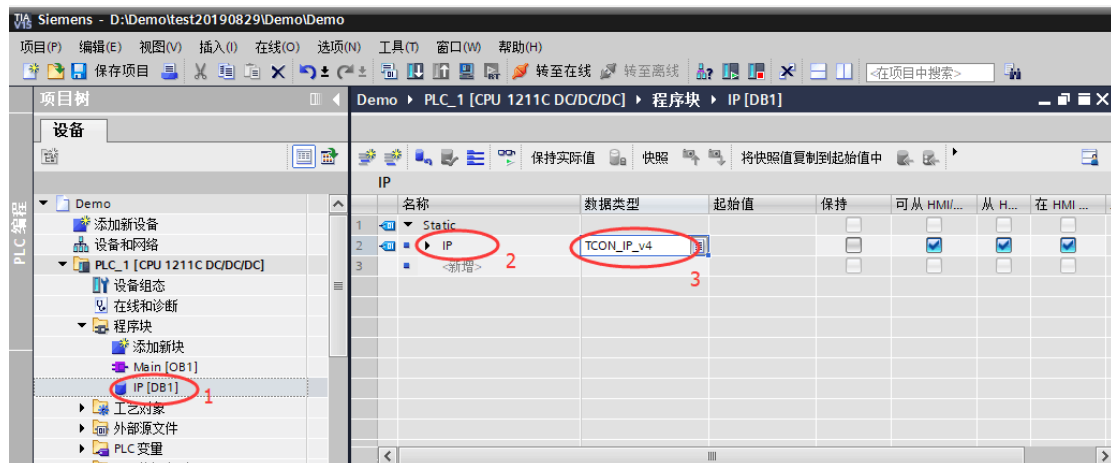 Siemens - D:\Demo\test20190829\Demo\Demo
项目(P) 编辑(E) 视图(V) 插入(I) 在线(O) 选项(N) 工具(T) 窗口(W) 帮助(H)
保存项目 转至在线 转至离线 <在项目中搜索>
项目树
Demo PLC_1 [CPU 1211C DC/DC/DC] 程序块 IP [DB1]
设备
保持实际值 快照 将快照值复制到起始值中
IP
名称 数据类型 起始值 保持 可从 HMI/... 从 H... 在 HMI ...
1 Static
2 IP TCON_IP_v4
3 <新增>
2
3
PLC 编程
Demo
添加新设备
设备和网络
PLC_1 [CPU 1211C DC/DC/DC]
设备组态
在线和诊断
程序块
添加新块
Main [OB1]
IP [DB1]
1
工艺对象
外部源文件
PLC 变量